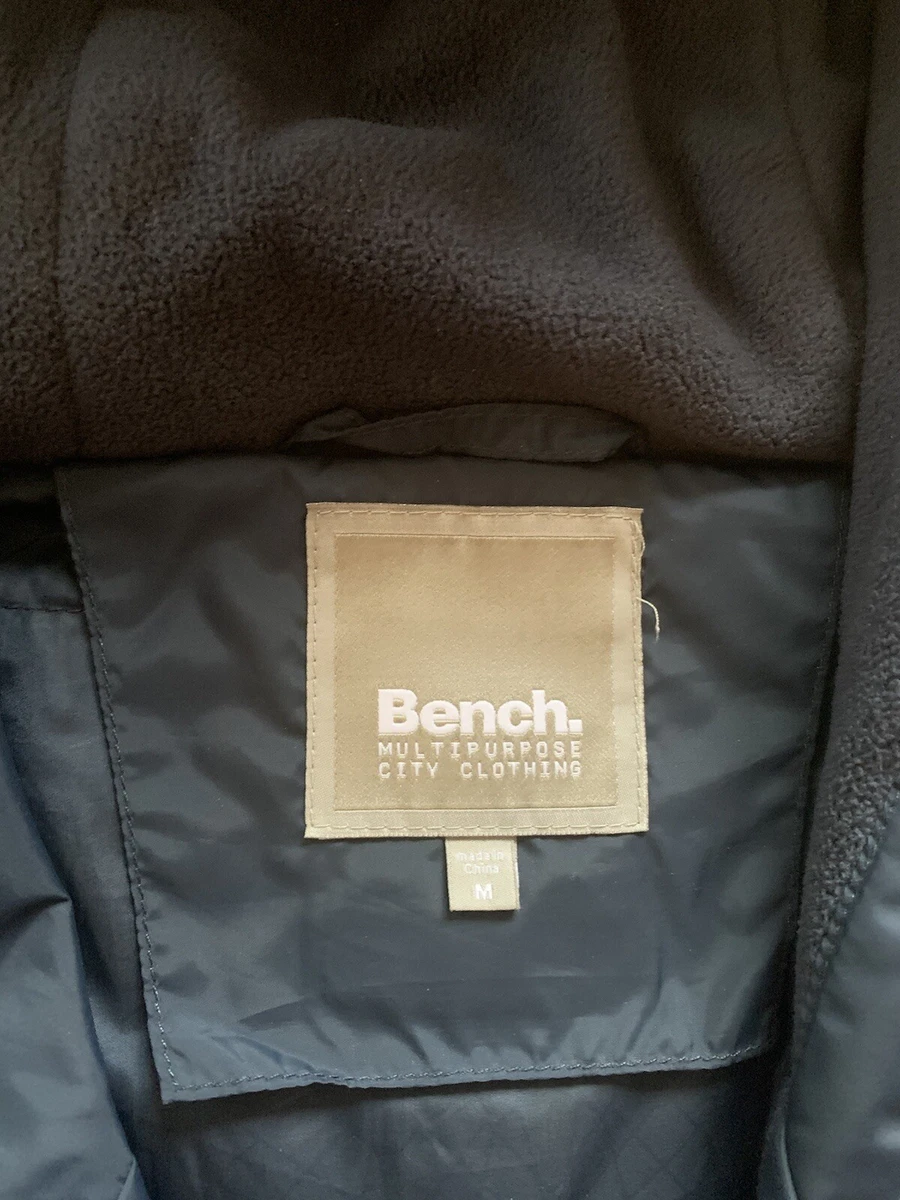 Bench.
MULTIPURPOSE
CITY CLOTHING
made in
China
M